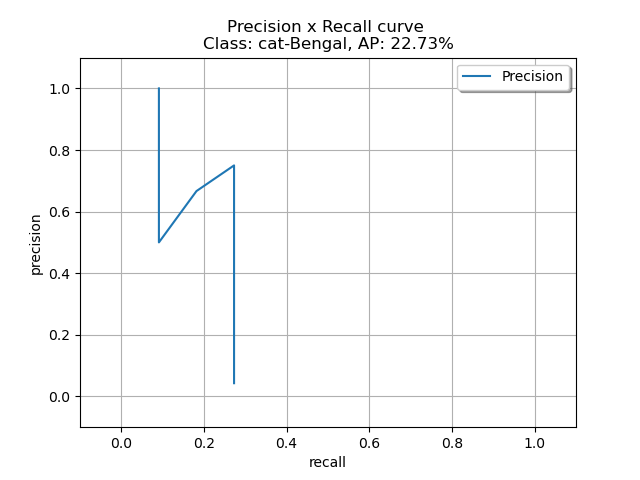 Precision x Recall curve
Class: cat-Bengal, AP: 22.73%
Precision
1.0
0.8
0.6
0.4
0.2
0.0
precision
0.0 0.2 0.4 0.6 0.8 1.0
recall